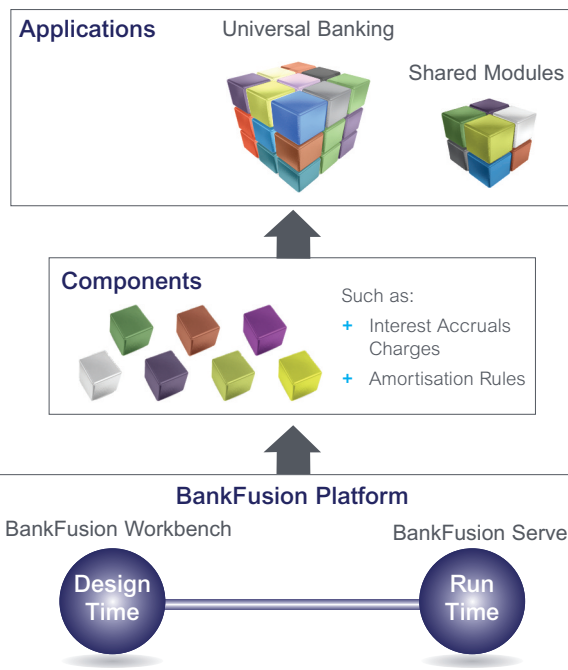 Applications
Universal Banking
Shared Modules
Components
Such as:
+ Interest Accruals
Charges
+ Amortisation Rules
BankFusion Platform
BankFusion Workbench
BankFusion Serve
Design
Time
Run
Time